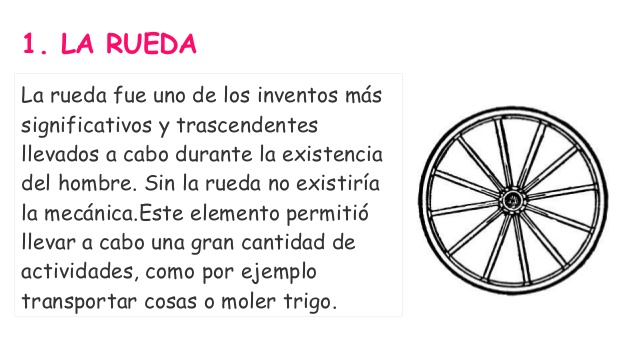 1. LA RUEDA
La rueda fue uno de los inventos más
significativos y trascendentes
llevados a cabo durante la existencia
del hombre. Sin la rueda no existiría
la mecánica.Este elemento permitió
llevar a cabo una gran cantidad de
actividades, como por ejemplo
transportar cosas o moler trigo.